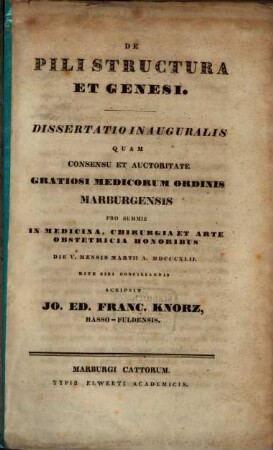 DE
PILI STRUCTURA
ET GENESI.
DISSERTATIO INAUGURALIS
QUAM
CONSENSU ET AUCTORITATE
GRATIOSI MEDICORUM ORDINIS
MARBURGENSIS
PRO SUMMIS
IN MEDICINA, CHIRURGIA ET ARTE
OBSTETRICIA HONORIBUS
DIE V. MENSIS MARTII A. MDCCCXLII.
RITE SIBI CONCILIANDIS
SCRIPSIT
JO. ED. FRANC. KNORZ,
HASSO-FULDENSIS.
MARBURGI CATTORUM.
TYPIS ELWERTI ACADEMICIS.